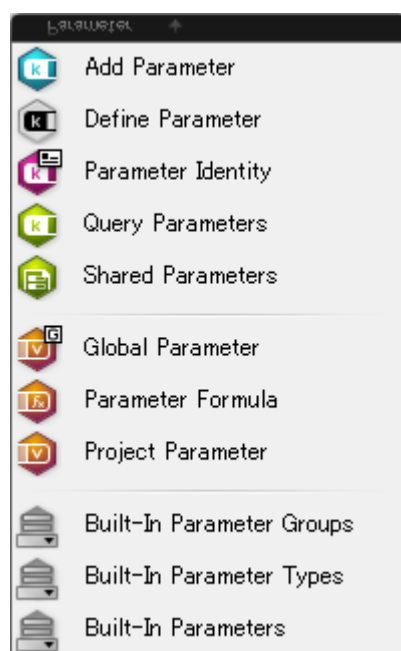 Parameter
Add Parameter
Define Parameter
Parameter Identity
Query Parameters
Shared Parameters
Global Parameter
Parameter Formula
Project Parameter
Built-In Parameter Groups
Built-In Parameter Types
Built-In Parameters